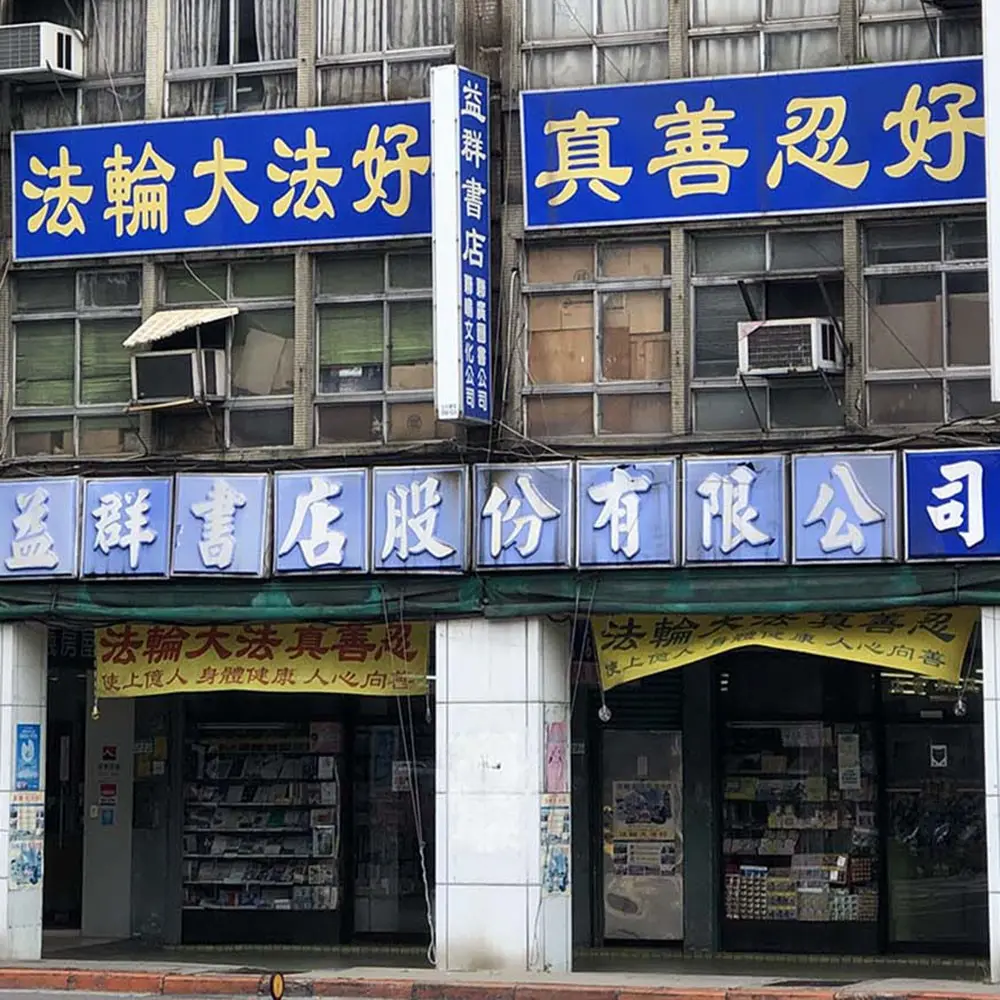 法輪大法好
真善忍好
益群書店
聯廣圖書公司
聯鳴文化公司
益群書店股份有限公司
法輪大法真善忍
使上億人 身體健康 人心向善
法輪大法真善忍
使上億人 身體健康 人心向善